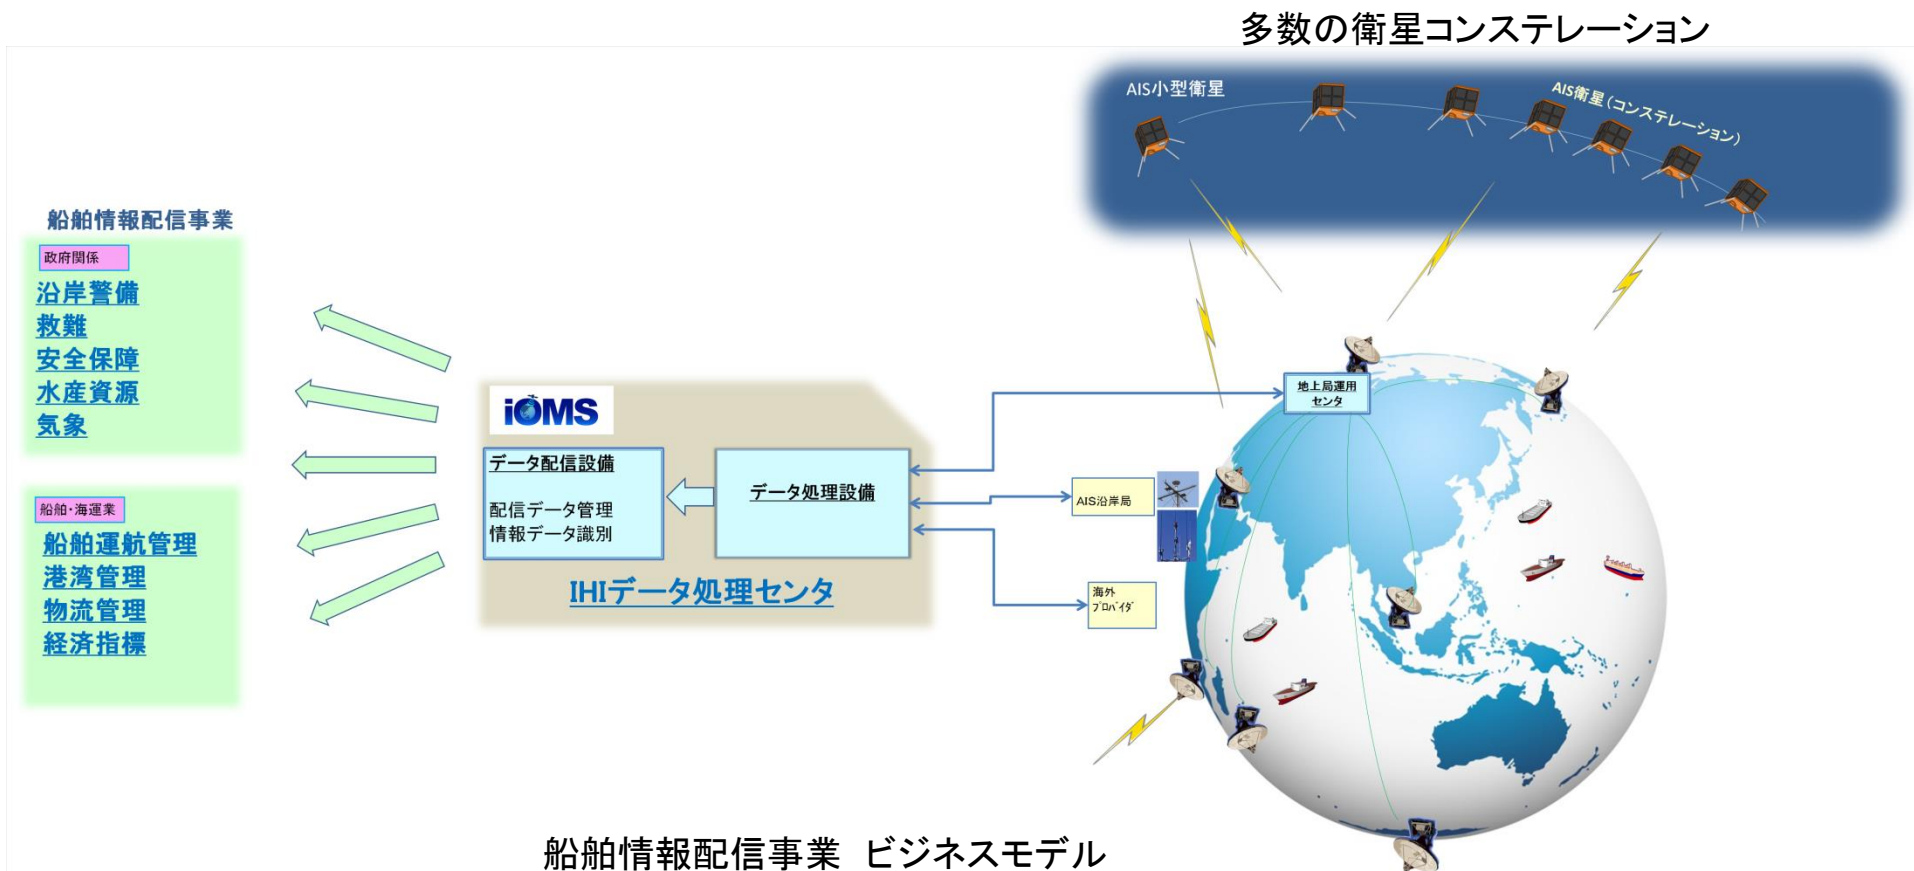 多数の衛星コンステレーション
AIS小型衛星
AIS衛星(コンステレーション)
船舶情報配信事業
政府関係
沿岸警備
救難
安全保障
水産資源
気象
船舶・海運業
船舶運航管理
港湾管理
物流管理
経済指標
iOMS
データ配信設備
配信データ管理
情報データ識別
データ処理設備
IHIデータ処理センタ
地上局運用
センタ
AIS沿岸局
海外
プロバイダ
船舶情報配信事業 ビジネスモデル